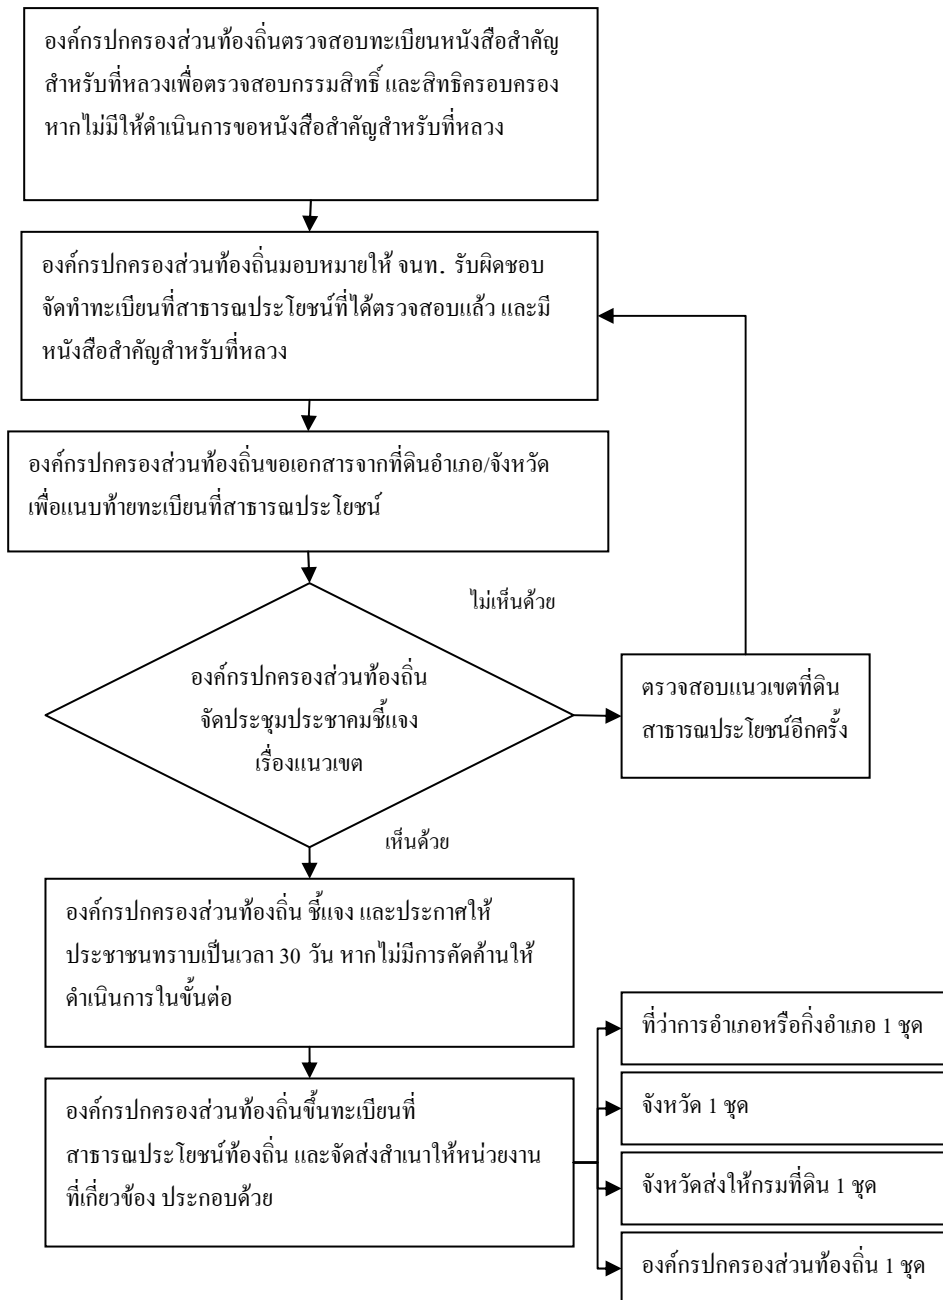 องค์กรปกครองส่วนท้องถิ่นตรวจสอบทะเบียนหนังสือสำคัญ
สำหรับที่หลวงเพื่อตรวจสอบกรรมสิทธิ์ และสิทธิครอบครอง
หากไม่มีให้ดำเนินการขอหนังสือสำคัญสำหรับที่หลวง
องค์กรปกครองส่วนท้องถิ่นมอบหมายให้ จนท. รับผิดชอบ
จัดทำทะเบียนที่สาธารณประโยชน์ที่ได้ตรวจสอบแล้ว และมี
หนังสือสำคัญสำหรับที่หลวง
องค์กรปกครองส่วนท้องถิ่นขอเอกสารจากที่ดินอำเภอ/จังหวัด
เพื่อแนบท้ายทะเบียนที่สาธารณประโยชน์
ไม่เห็นด้วย
องค์กรปกครองส่วนท้องถิ่น
จัดประชุมประชาคมชี้แจง
เรื่องแนวเขต
ตรวจสอบแนวเขตที่ดิน
สาธารณประโยชน์อีกครั้ง
เห็นด้วย
องค์กรปกครองส่วนท้องถิ่น ชี้แจง และประกาศให้
ประชาชนทราบเป็นเวลา 30 วัน หากไม่มีการคัดค้านให้
ดำเนินการในขั้นต่อ
องค์กรปกครองส่วนท้องถิ่นขึ้นทะเบียนที่
สาธารณประโยชน์ท้องถิ่น และจัดส่งสำเนาให้หน่วยงาน
ที่เกี่ยวข้อง ประกอบด้วย
ที่ว่าการอำเภอหรือกิ่งอำเภอ 1 ชุด
จังหวัด 1 ชุด
จังหวัดส่งให้กรมที่ดิน 1 ชุด
องค์กรปกครองส่วนท้องถิ่น 1 ชุด